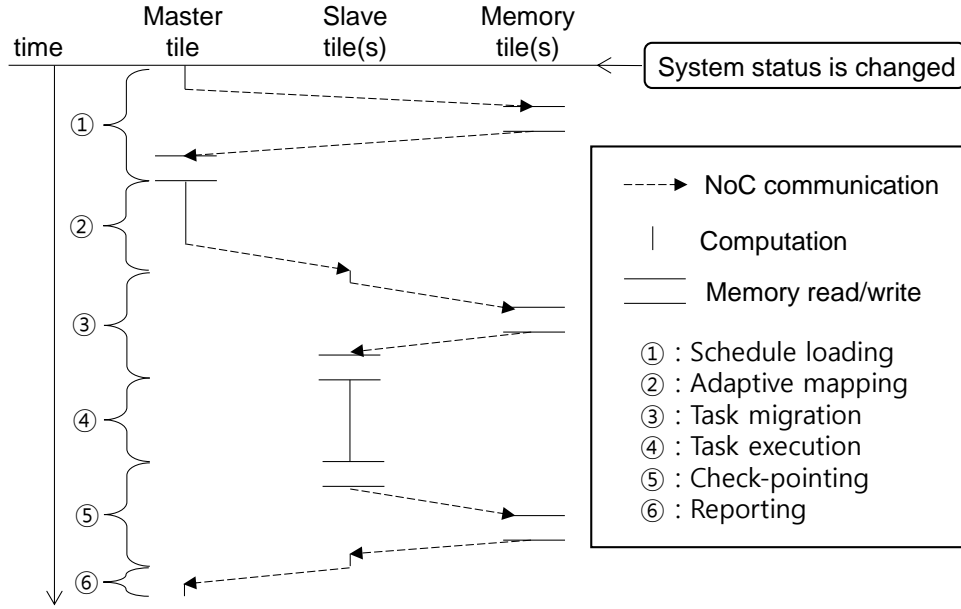 time
Master
tile
Slave
tile(s)
Memory
tile(s)
System status is changed
①
②
③
④
⑤
⑥
NoC communication
Computation
Memory read/write
① : Schedule loading
② : Adaptive mapping
③ : Task migration
④ : Task execution
⑤ : Check-pointing
⑥ : Reporting